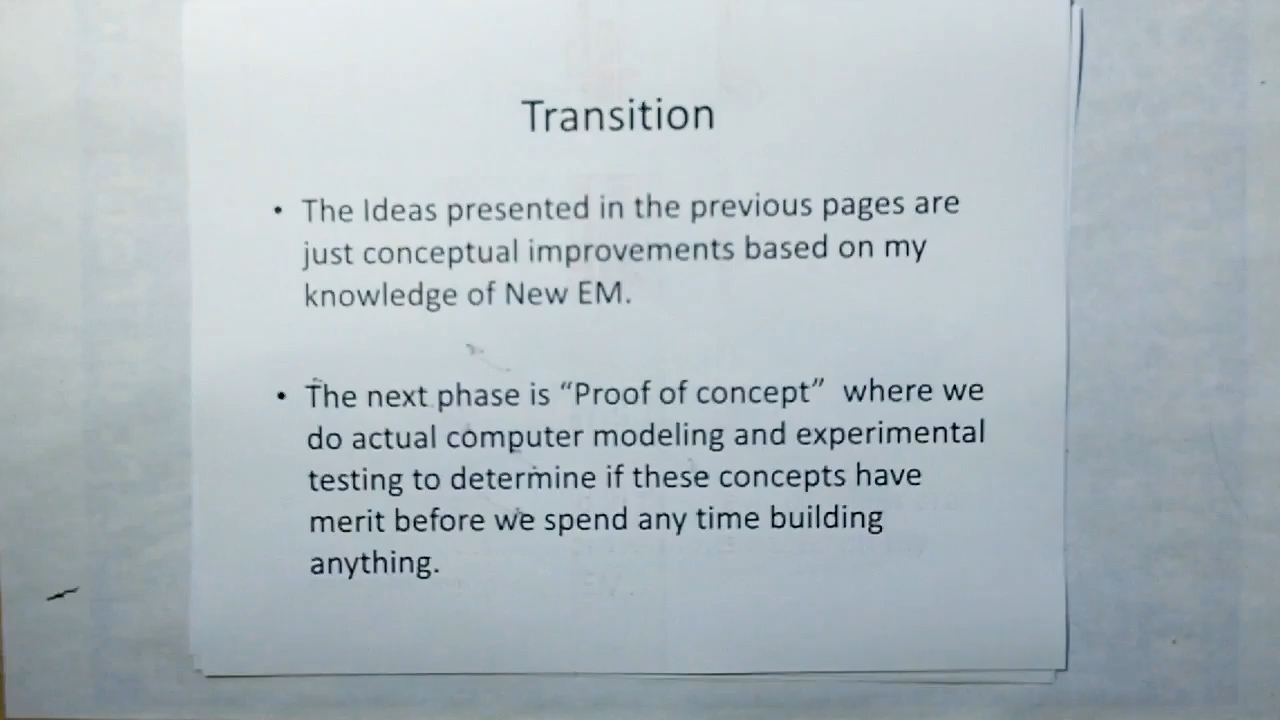 Transition
• The Ideas presented in the previous pages are
just conceptual improvements based on my
knowledge of New EM.
• The next phase is “Proof of concept”  where we
do actual computer modeling and experimental
testing to determine if these concepts have
merit before we spend any time building
anything.